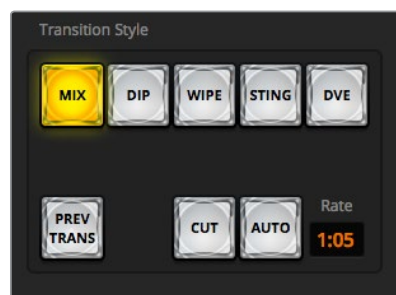 Transition Style
MIX DIP WIPE STING DVE
PREV TRANS CUT AUTO Rate
1:05